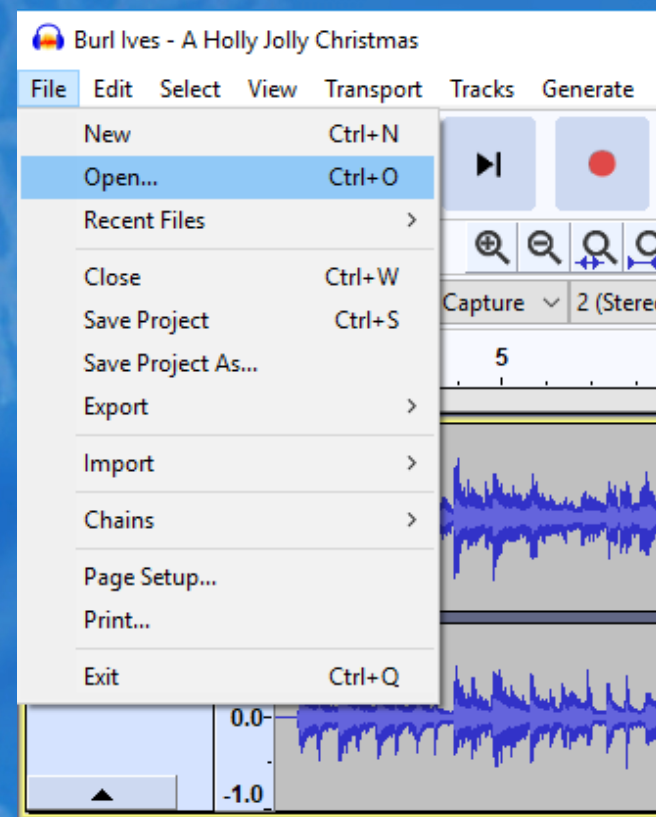 Burl Ives - A Holly Jolly Christmas
File Edit Select View Transport Tracks Generate
New Ctrl+N
Open... Ctrl+O
Recent Files
Close Ctrl+W
Save Project Ctrl+S
Save Project As...
Export
Import
Chains
Page Setup...
Print...
Exit Ctrl+Q
Capture 2 (Stere
5
0.0
-1.0